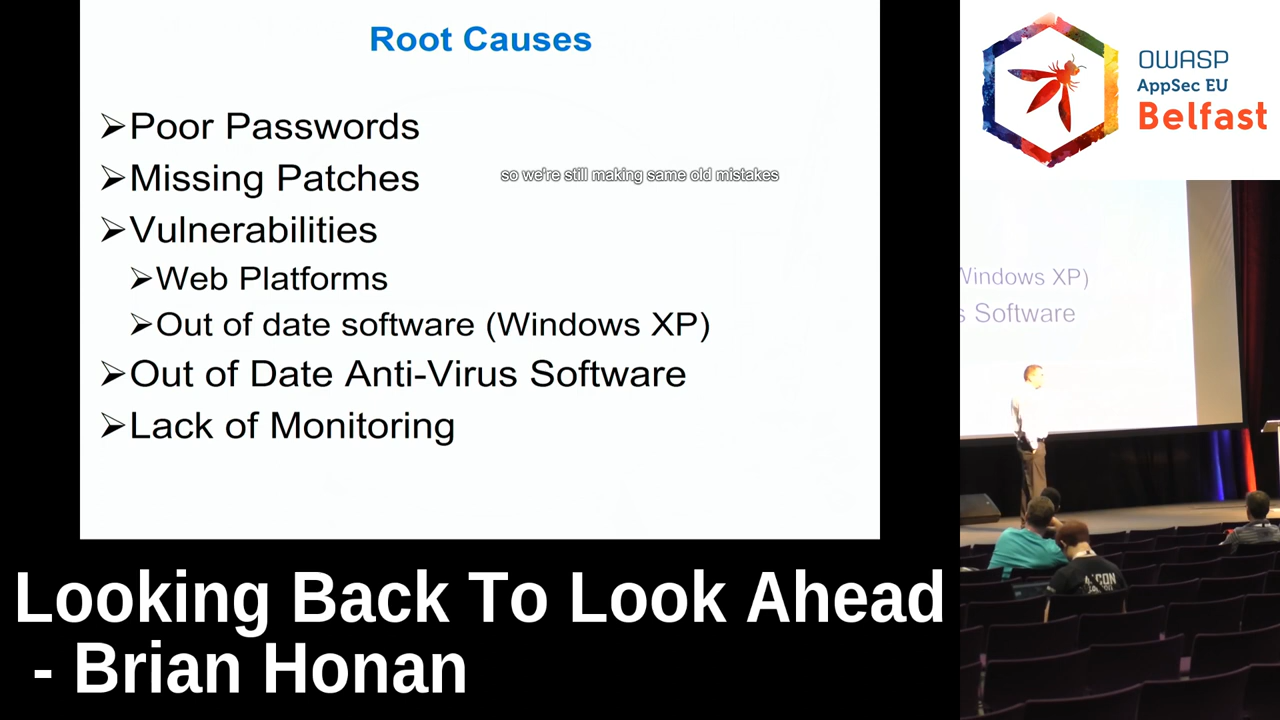 Root Causes
➢Poor Passwords
➢Missing Patches
so we're still making same old mistakes
➢Vulnerabilities
➢Web Platforms
➢Out of date software (Windows XP)
➢Out of Date Anti-Virus Software
➢Lack of Monitoring
Looking Back To Look Ahead
- Brian Honan
OWASP
AppSec EU
Belfast
Windows XP)
s Software